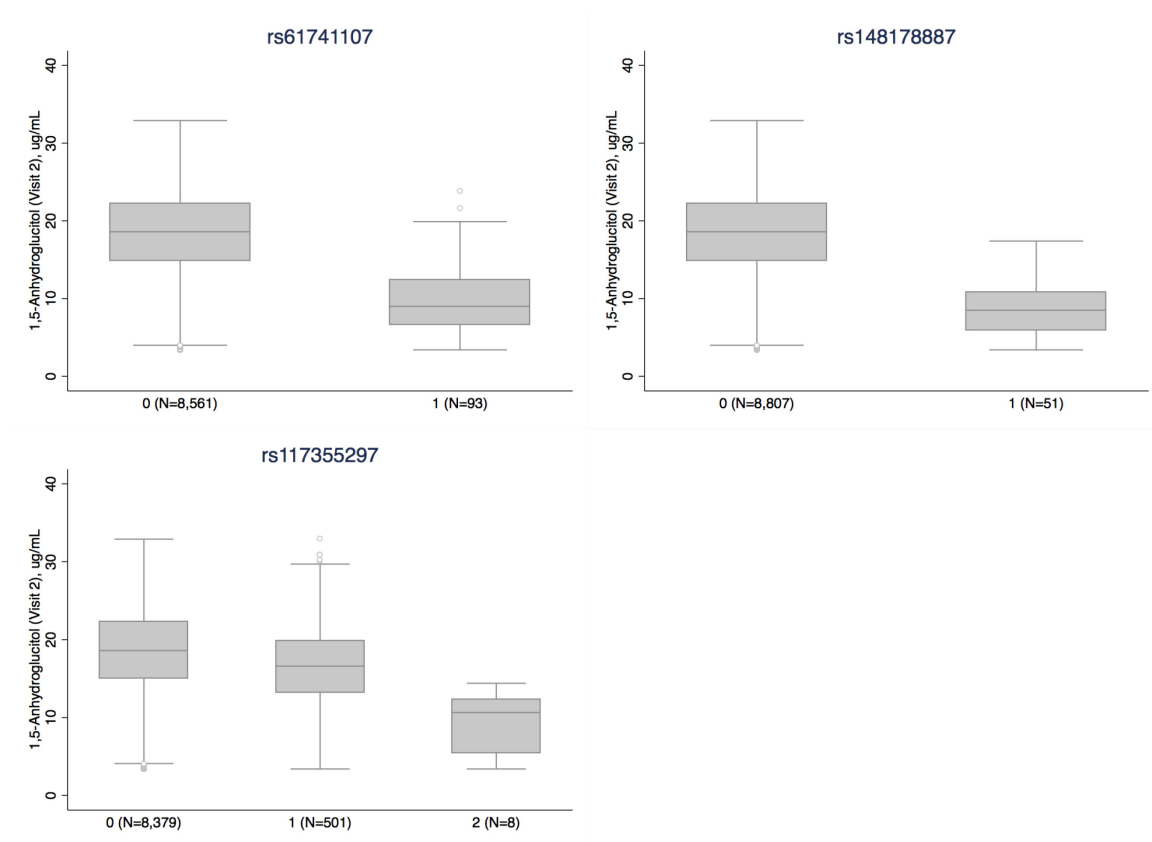 rs61741107
1,5-Anhydroglucitol (Visit 2), ug/mL
40
30
20
10
0
0 (N=8,561)
1 (N=93)
rs148178887
1,5-Anhydroglucitol (Visit 2), ug/mL
40
30
20
10
0
0 (N=8,807)
1 (N=51)
rs117355297
1,5-Anhydroglucitol (Visit 2), ug/mL
40
30
20
10
0
0 (N=8,379)
1 (N=501)
2 (N=8)